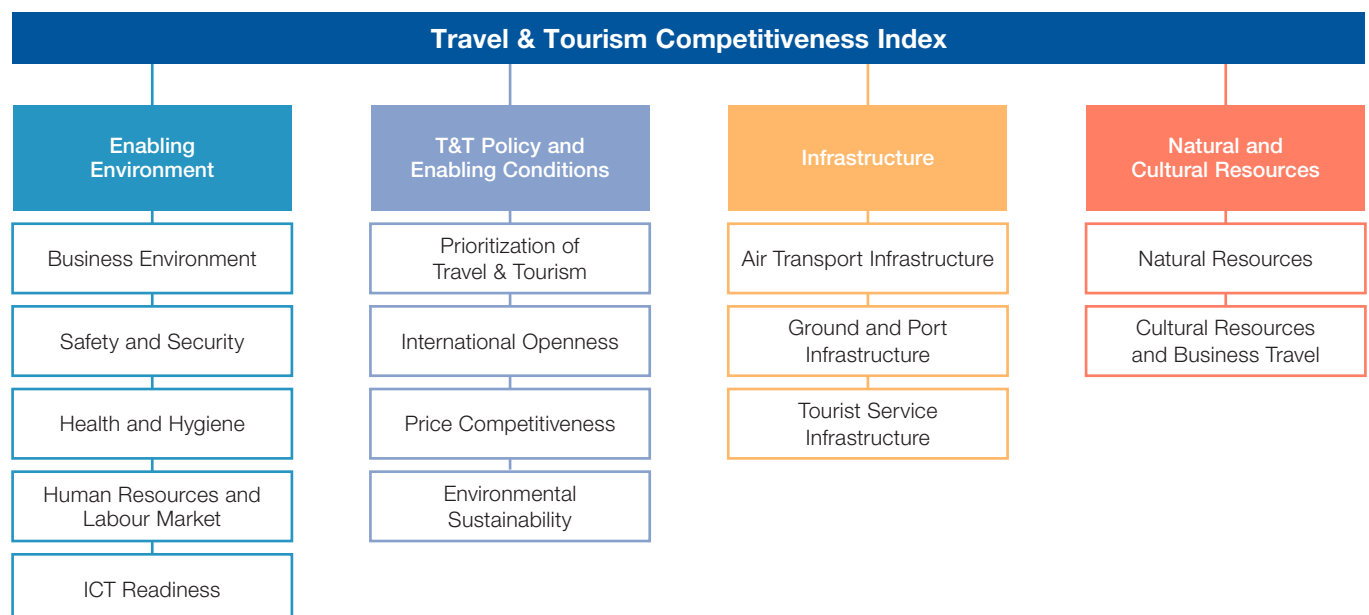 Travel & Tourism Competitiveness Index
Enabling
Environment
Business Environment
Safety and Security
Health and Hygiene
Human Resources and
Labour Market
ICT Readiness
T&T Policy and
Enabling Conditions
Prioritization of
Travel & Tourism
International Openness
Price Competitiveness
Environmental
Sustainability
Infrastructure
Air Transport Infrastructure
Ground and Port
Infrastructure
Tourist Service
Infrastructure
Natural and
Cultural Resources
Natural Resources
Cultural Resources
and Business Travel